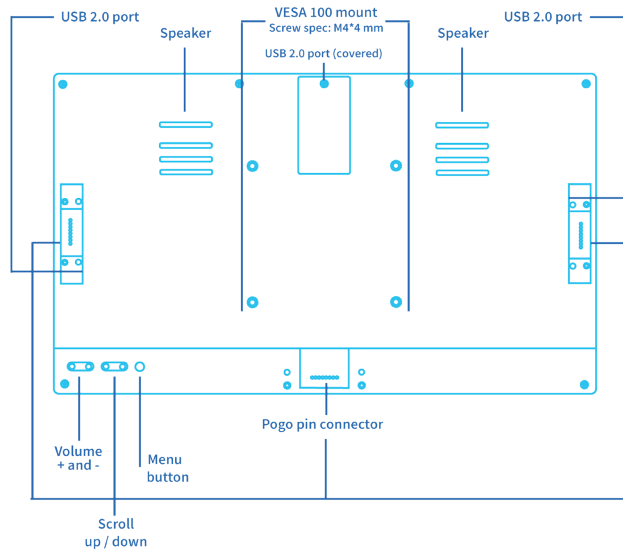 USB 2.0 port
VESA 100 mount
Screw spec: M4*4 mm
USB 2.0 port
Speaker
Speaker
USB 2.0 port (covered)
Pogo pin connector
Volume
+ and -
Menu
button
Scroll
up / down